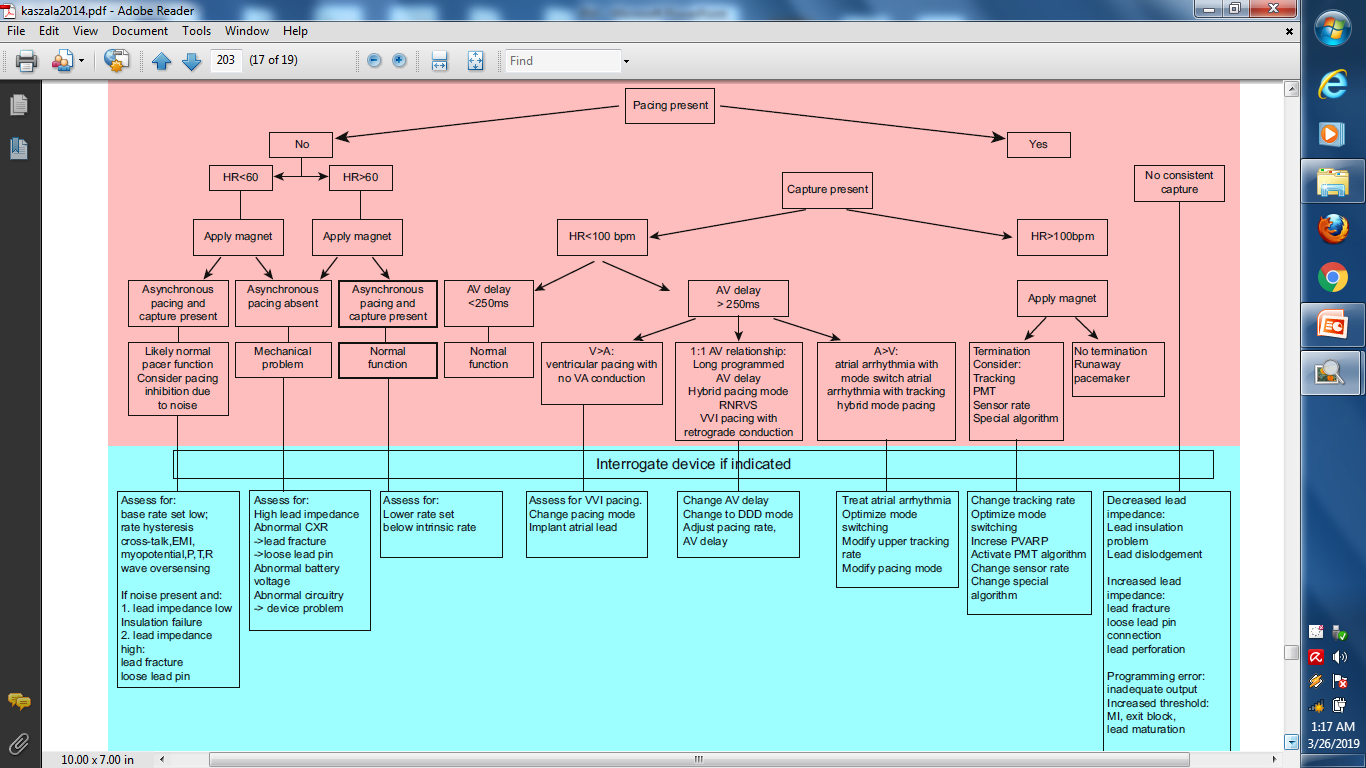 kaszala2014.pdf - Adobe Reader
File Edit View Document Tools Window Help
203 (17 of 19) Find
Pacing present
No
Yes
HR<60
HR>60
Capture present
No consistent
capture
Apply magnet
Apply magnet
HR<100 bpm
HR>100bpm
Asynchronous
pacing and
capture present
Asynchronous
pacing absent
Asynchronous
pacing and
capture present
AV delay
<250ms
AV delay
> 250ms
Apply magnet
Likely normal
pacer function
Consider pacing
inhibition due
to noise
Mechanical
problem
Normal
function
Normal
function
V>A:
ventricular pacing with
no VA conduction
1:1 AV relationship:
Long programmed
AV delay
Hybrid pacing mode
RNRVS
VVI pacing with
retrograde conduction
A>V:
atrial arrhythmia with
mode switch atrial
arrhythmia with tracking
hybrid mode pacing
Termination
Consider:
Tracking
PMT
Sensor rate
Special algorithm
No termination
Runaway
pacemaker
Interrogate device if indicated
Assess for:
base rate set low;
rate hysteresis
cross-talk,EMI,
myopotential,P,T,R
wave oversensing
If noise present and:
1. lead impedance low
Insulation failure
2. lead impedance
high:
lead fracture
loose lead pin
Assess for:
High lead impedance
Abnormal CXR
->lead fracture
->loose lead pin
Abnormal battery
voltage
Abnormal circuitry
-> device problem
Assess for:
Lower rate set
below intrinsic rate
Assess for VVI pacing.
Change pacing mode
Implant atrial lead
Change AV delay
Change to DDD mode
Adjust pacing rate,
AV delay
Treat atrial arrhythmia
Optimize mode
switching
Modify upper tracking
rate
Modify pacing mode
Change tracking rate
Optimize mode
switching
Increse PVARP
Activate PMT algorithm
Change sensor rate
Change special
algorithm
Decreased lead
impedance:
Lead insulation
problem
Lead dislodgement
Increased lead
impedance:
lead fracture
loose lead pin
connection
lead perforation
Programming error:
inadequate output
Increased threshold:
MI, exit block,
lead maturation
10.00 x 7.00 in
1:17 AM
3/26/2019